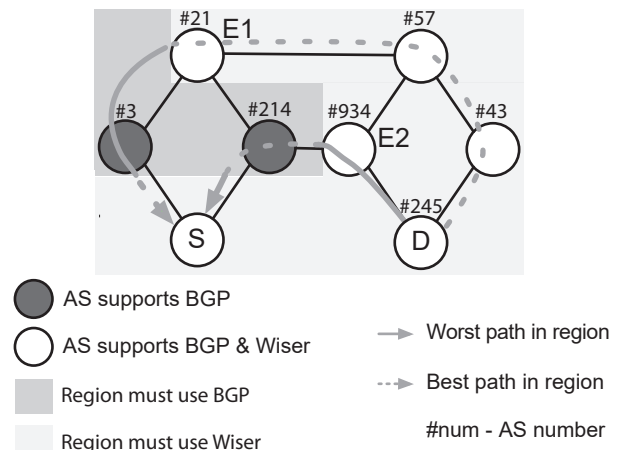 #21
E1
#57
#3
#214
#934
E2
#43
#245
S
D
AS supports BGP
AS supports BGP & Wiser
Region must use BGP
Region must use Wiser
Worst path in region
Best path in region
#num - AS number